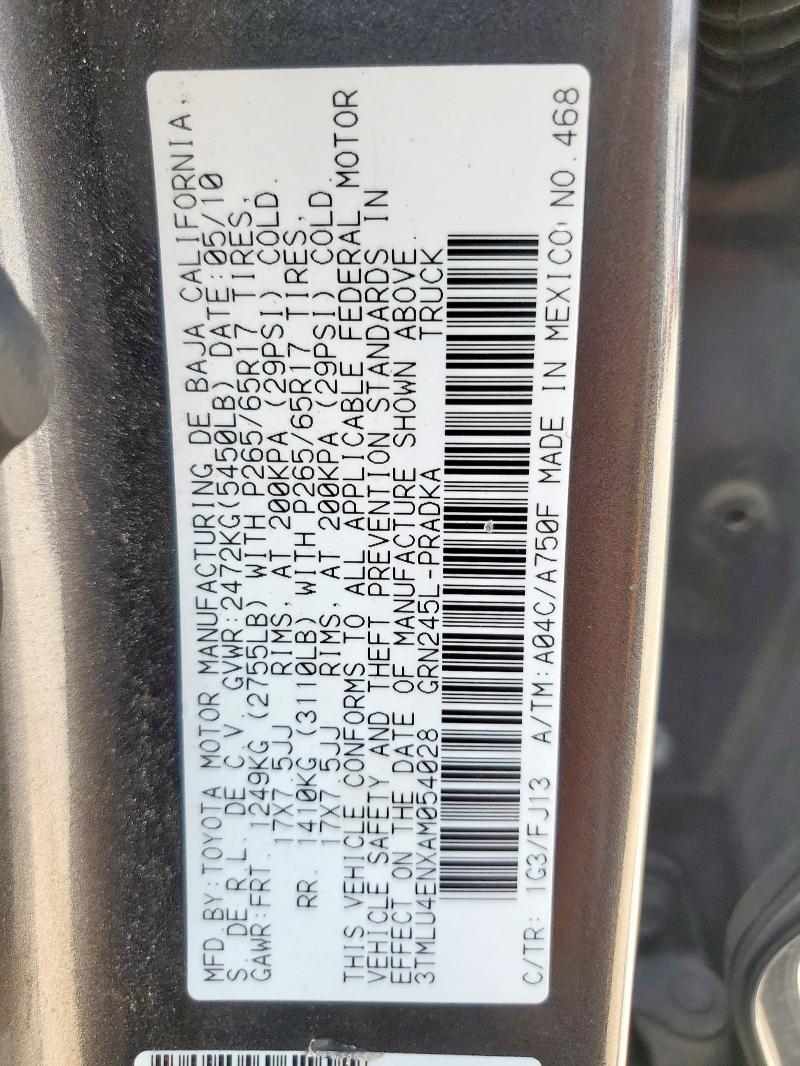 MFD. BY: TOYOTA MOTOR MANUFACTURING DE BAJA CALIFORNIA,
S. DE R. L. DE C. V. GVWR: 2472KG(5450LB) DATE: 05/10
GAWR: FRT. 1249KG (2755LB) WITH P265/65R17 TIRES,
17X7.5JJ RIMS, AT 200KPA (29PSI) COLD.
RR. 1410KG (3110LB) WITH P265/65R17 TIRES,
17X7.5JJ RIMS, AT 200KPA (29PSI) COLD.
THIS VEHICLE CONFORMS TO ALL APPLICABLE FEDERAL MOTOR
VEHICLE SAFETY AND THEFT PREVENTION STANDARDS IN
EFFECT ON THE DATE OF MANUFACTURE SHOWN ABOVE.
3TMLU4ENXAM054028 GRN245L-PRADKA TRUCK
C/TR: 1G3/FJ13 A/TM: A04C/A750F MADE IN MEXICO NO. 468